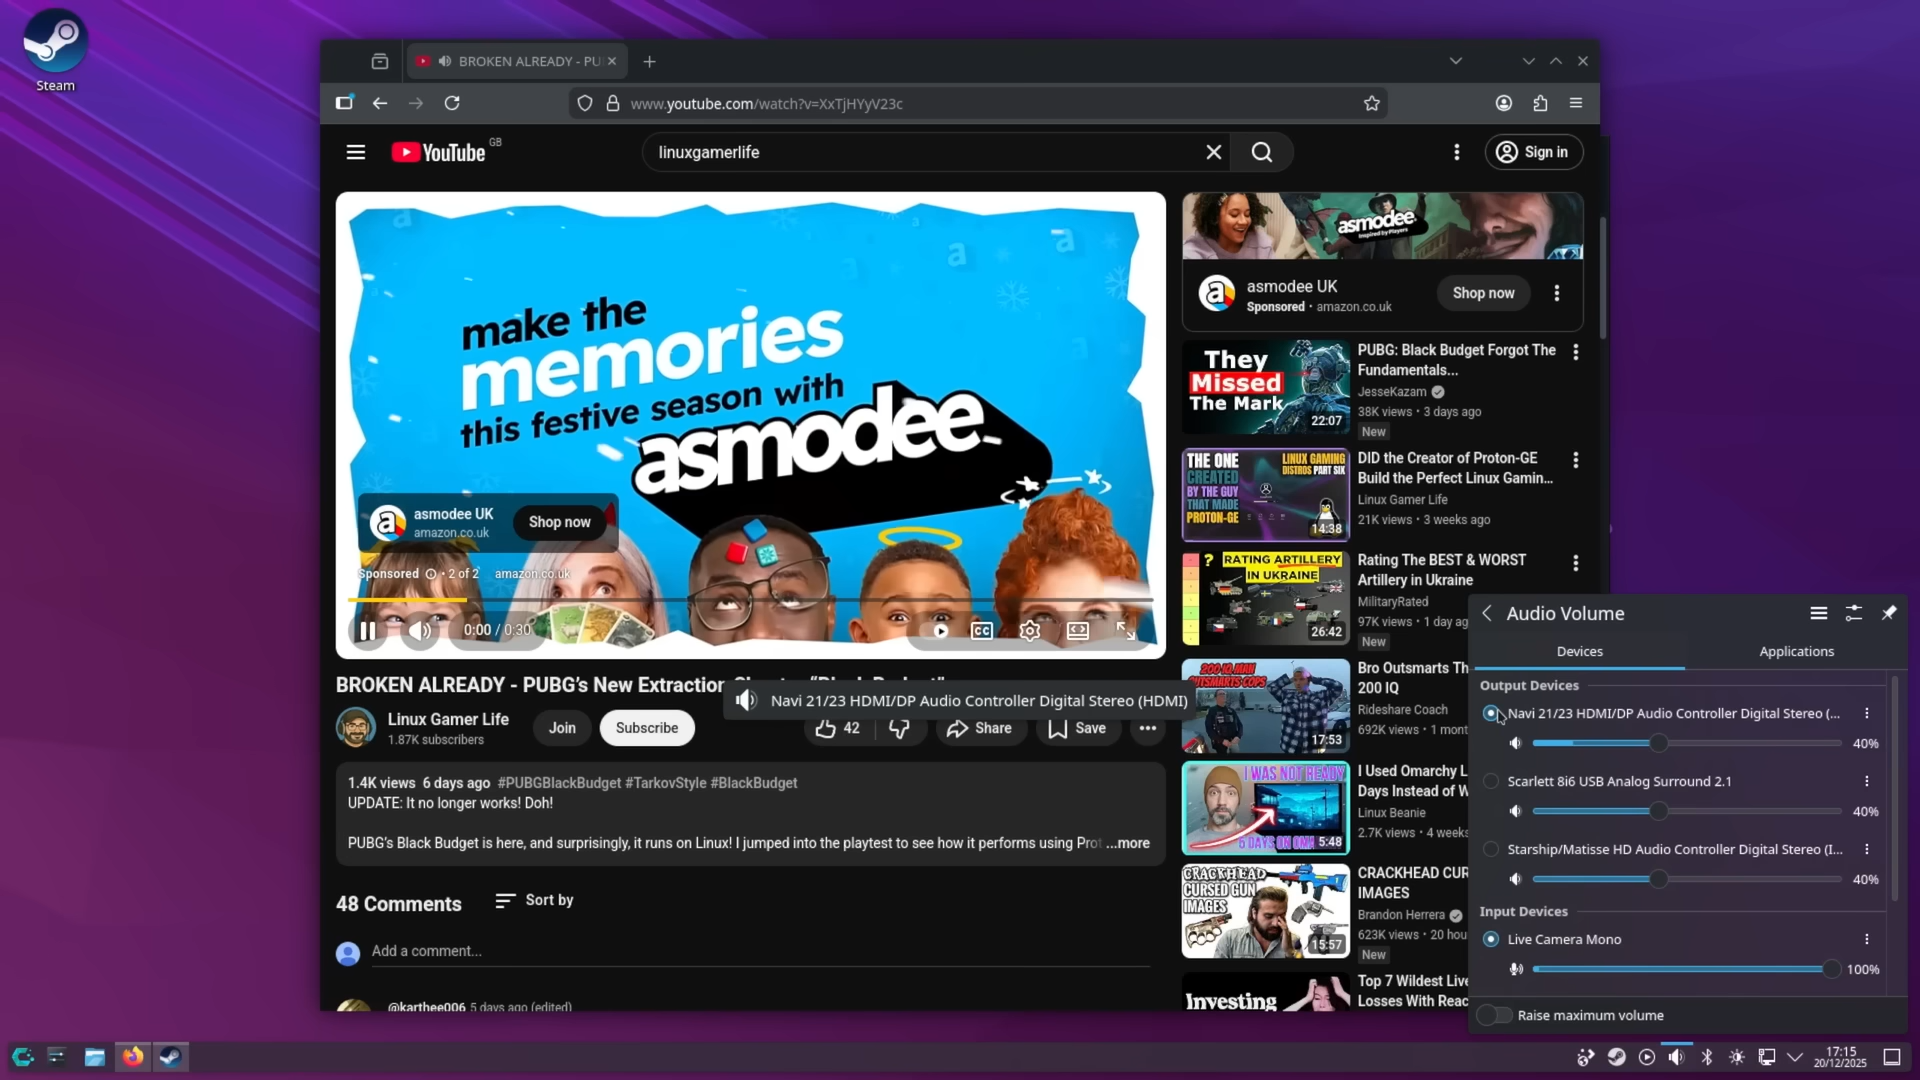 Steam
BROKEN ALREADY - PU
www.youtube.com/watch?v=XxTjHYyV23c
YouTube GB
linuxgamerlife
Sign in
make the
memories
this festive season with
asmodee
asmodee UK
amazon.co.uk
Shop now
Sponsored • 2 of 2 amazon.co.uk
0:00 / 0:30
CC
BROKEN ALREADY - PUBG's New Extraction
Navi 21/23 HDMI/DP Audio Controller Digital Stereo (HDMI)
Linux Gamer Life
1.87K subscribers
Join
Subscribe
42
Share
Save
1.4K views 6 days ago #PUBGBlackBudget #TarkovStyle #BlackBudget
UPDATE: It no longer works! Doh!
PUBG's Black Budget is here, and surprisingly, it runs on Linux! I jumped into the playtest to see how it performs using Prot ...more
48 Comments
Sort by
Add a comment...
@karthee006 5 days ago (edited)
asmodee
Inspired by Players
asmodee UK
Sponsored • amazon.co.uk
Shop now
They
Missed
The Mark
22:07
PUBG: Black Budget Forgot The
Fundamentals...
JesseKazam
38K views • 3 days ago
New
THE ONE
CREATED
BY THE GUY
THAT MADE
PROTON-GE
LINUX GAMING
DISTROS PART SIX
14:38
DID the Creator of Proton-GE
Build the Perfect Linux Gamin...
Linux Gamer Life
21K views • 3 weeks ago
? RATING ARTILLERY
IN UKRAINE
26:42
Rating The BEST & WORST
Artillery in Ukraine
MilitaryRated
97K views • 1 day ag
New
200 IQ MAN
OUTSMARTS COPS
17:53
Bro Outsmarts Th
200 IQ
Rideshare Coach
692K views • 1 mont
I WAS NOT READY
5 DAYS ON OM
5:48
I Used Omarchy L
Days Instead of W
Linux Beanie
2.7K views • 4 weeks
CRACKHEAD
CURSED GUN
IMAGES
15:57
CRACKHEAD CUR
IMAGES
Brandon Herrera
623K views • 20 hou
New
Investing
Top 7 Wildest Live
Losses With Reac
Audio Volume
Devices
Applications
Output Devices
Navi 21/23 HDMI/DP Audio Controller Digital Stereo (...
40%
Scarlett 8i6 USB Analog Surround 2.1
40%
Starship/Matisse HD Audio Controller Digital Stereo (I...
40%
Input Devices
Live Camera Mono
100%
Raise maximum volume
17:15
20/12/2025